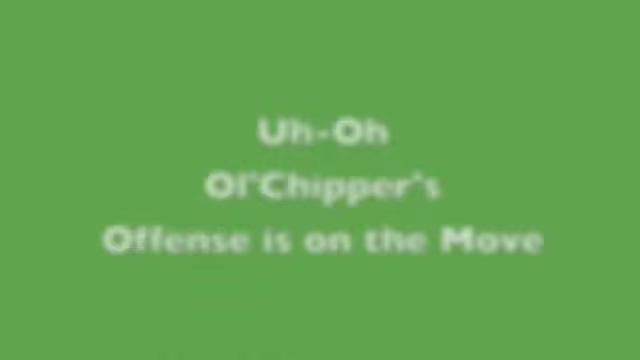 Uh-Oh
Ol'Chipper's
Offense is on the Move